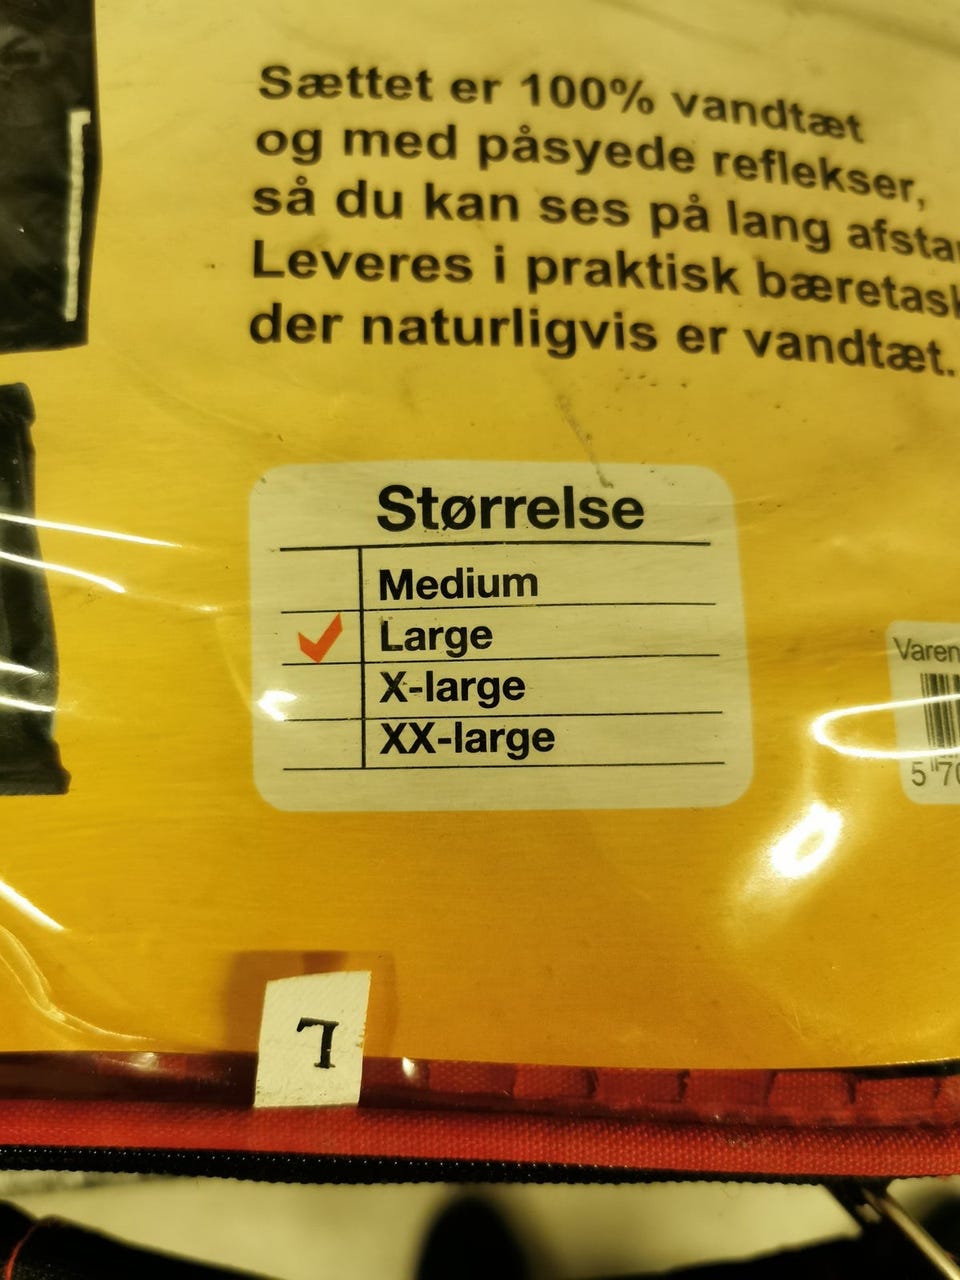 Sættet er 100% vandtæt
og med påsyede reflekser,
så du kan ses på lang
Leveres i praktisk
der naturligvis er vandtæt.
Størrelse
Medium
Large
X-large
XX-large
L